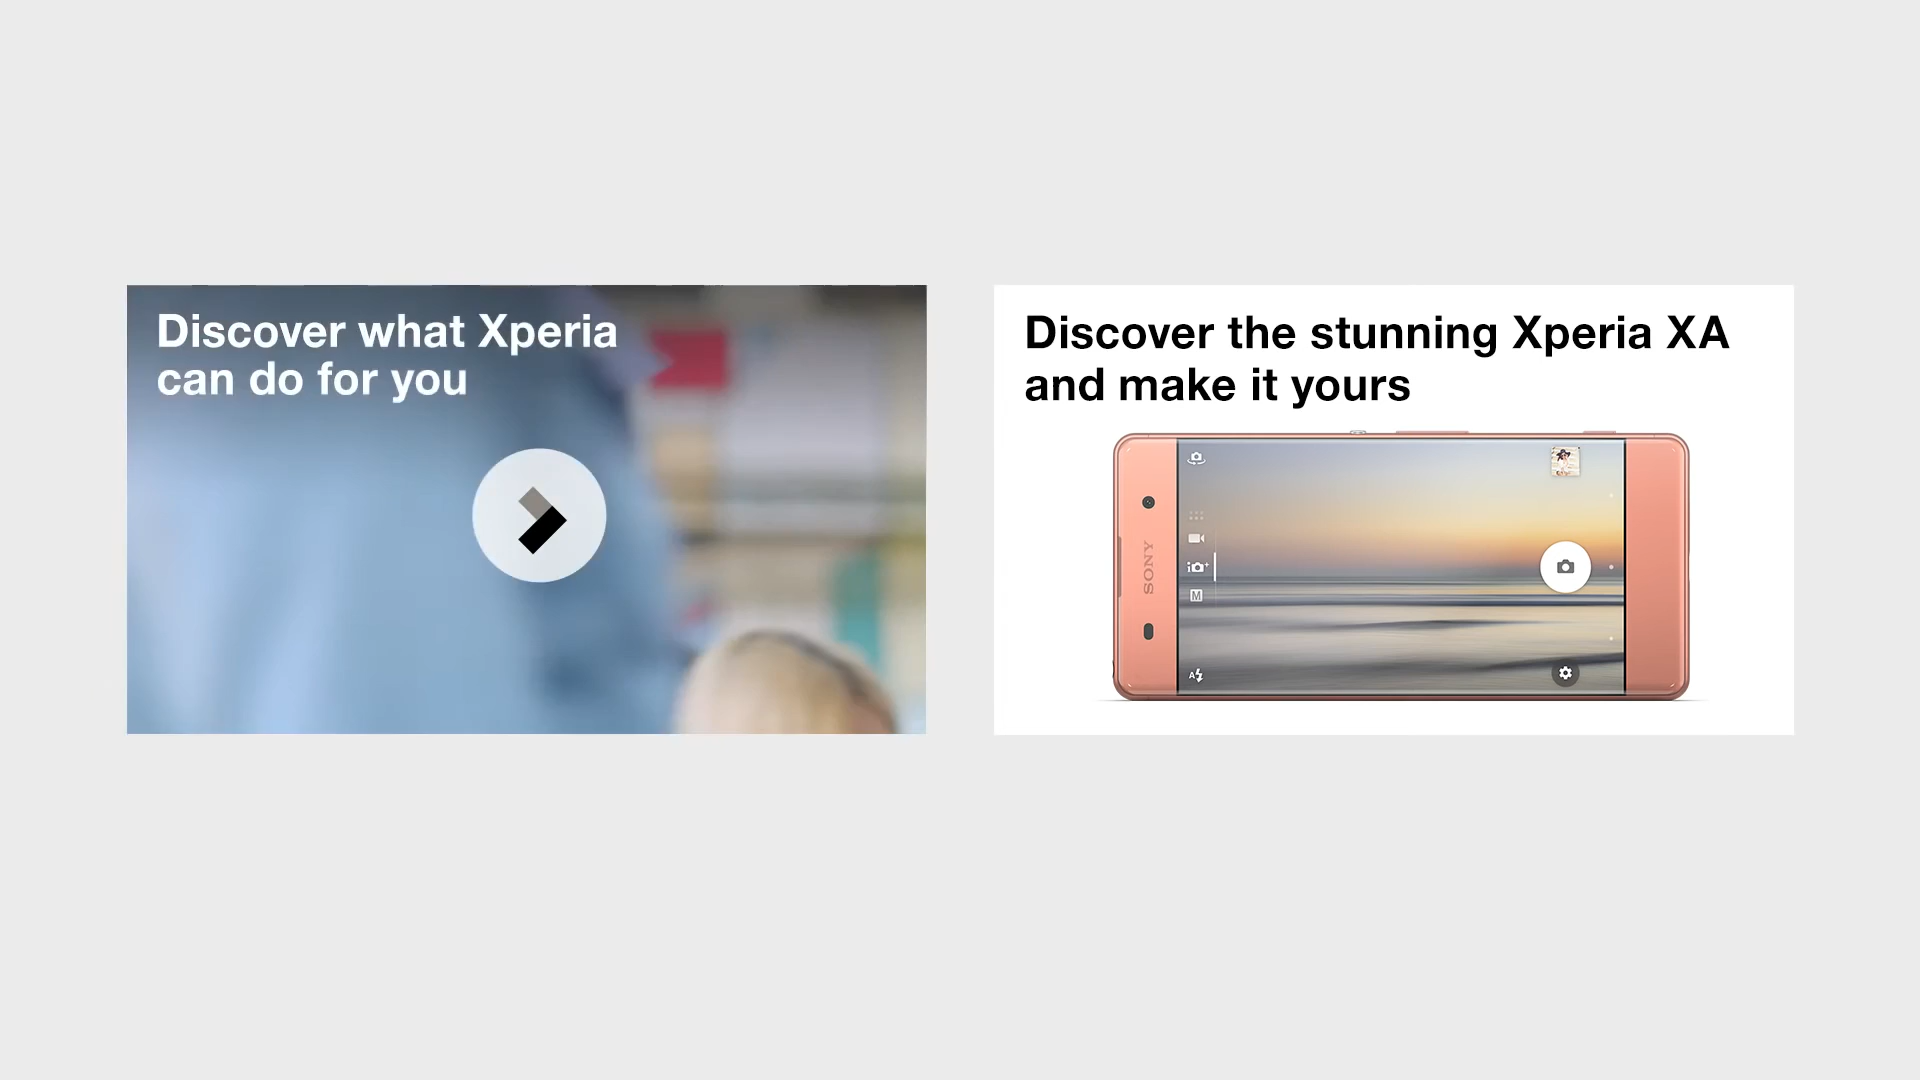 Discover what Xperia
can do for you
Discover the stunning Xperia XA
and make it yours
SONY
i
M
A